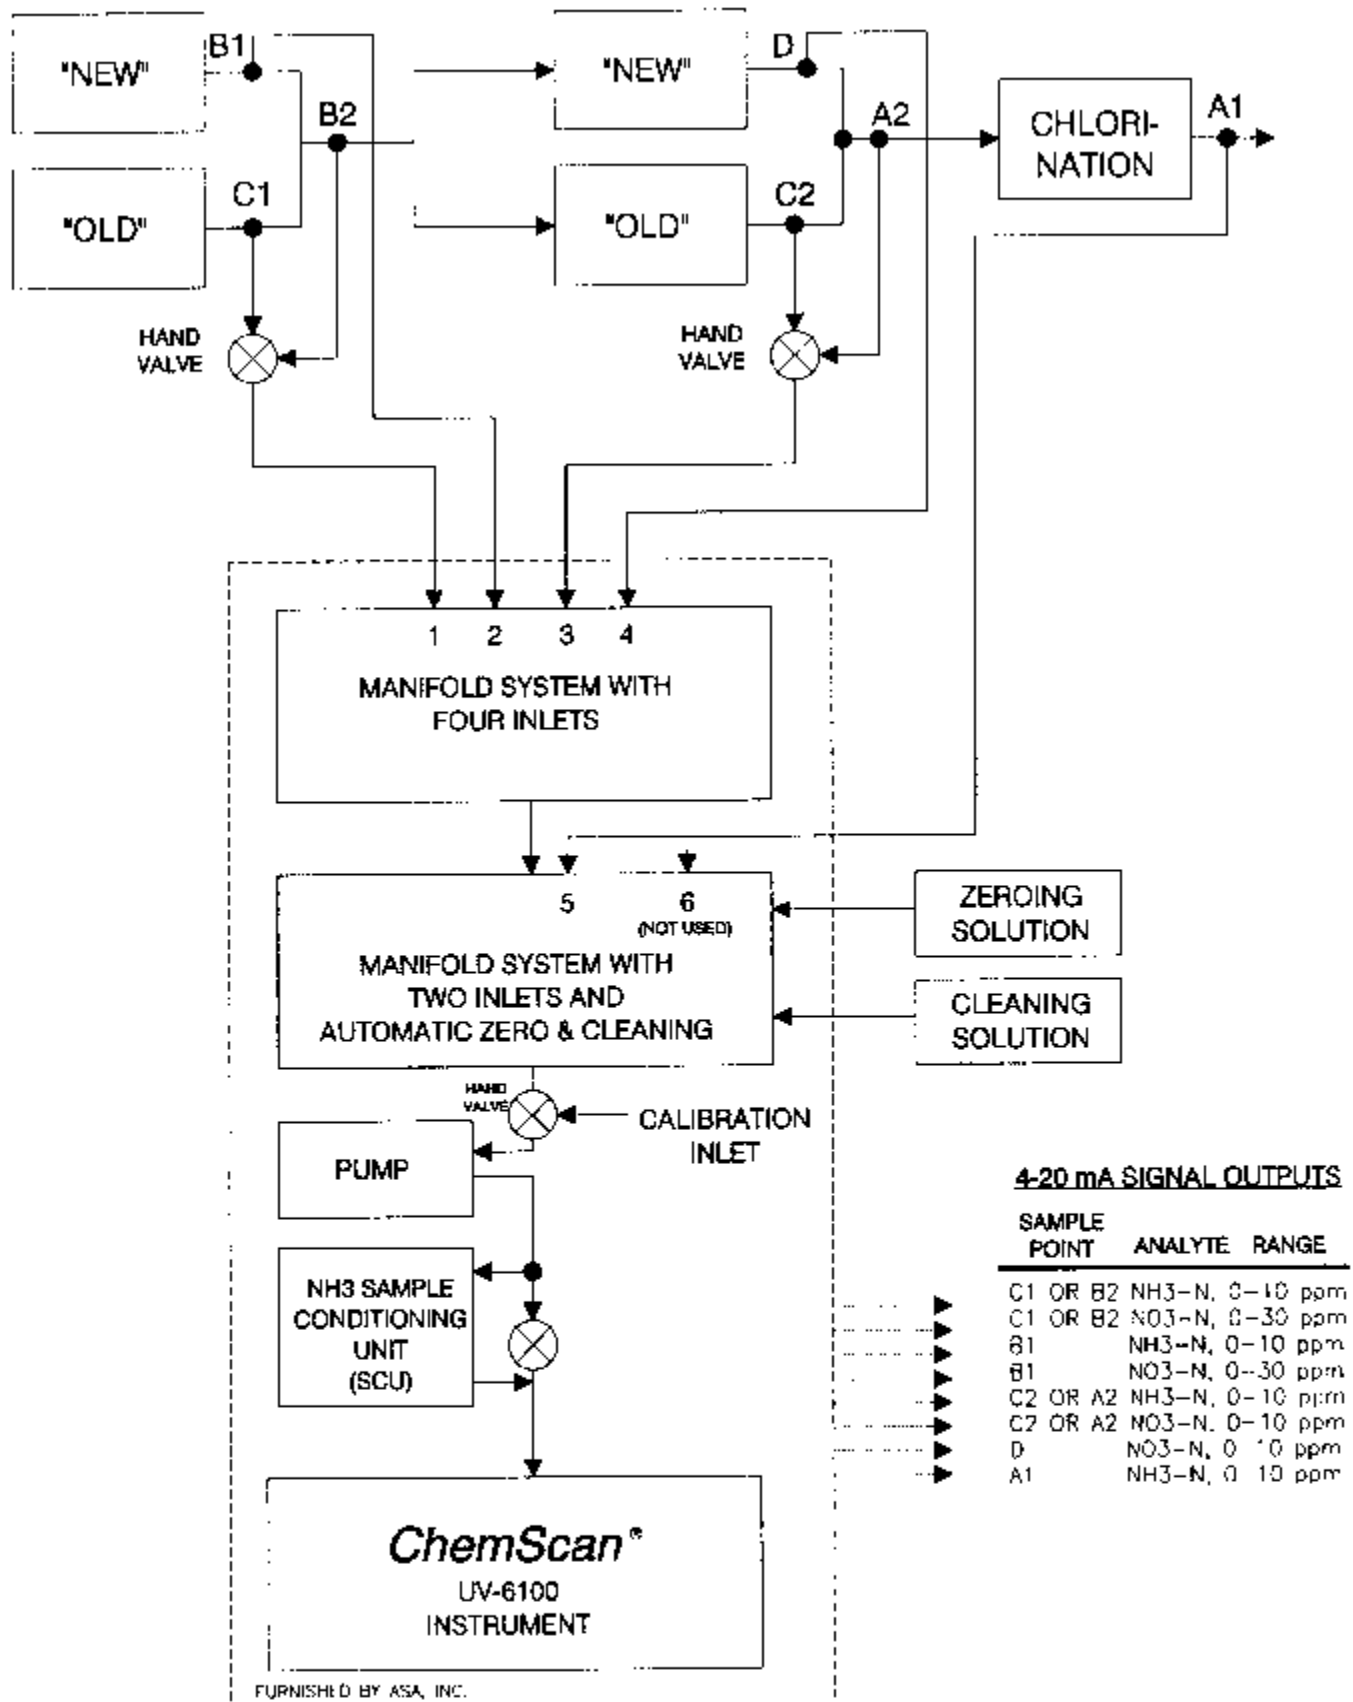 "NEW"
B1
"NEW"
D
B2
A2
CHLORI-
NATION
A1
"OLD"
C1
"OLD"
C2
HAND
VALVE
HAND
VALVE
1 2 3 4
MANIFOLD SYSTEM WITH
FOUR INLETS
5 6
(NOT USED)
MANIFOLD SYSTEM WITH
TWO INLETS AND
AUTOMATIC ZERO & CLEANING
ZEROING
SOLUTION
CLEANING
SOLUTION
HAND
VALVE
CALIBRATION
INLET
PUMP
NH3 SAMPLE
CONDITIONING
UNIT
(SCU)
ChemScan®
UV-6100
INSTRUMENT
FURNISHED BY ASA, INC.
4-20 mA SIGNAL OUTPUTS
SAMPLE
POINT ANALYTE RANGE
C1 OR B2 NH3-N, ppm
C1 OR B2 NO3-N, 0-30 ppm
B1 NH3-N, 0-10 ppm
B1 NO3-N, 0-30 ppm
C2 OR A2 NH3-N, 0-10 ppm
C2 OR A2 NO3-N, 0-10 ppm
D NO3-N, 0 10 ppm
A1 NH3-N, 0 10 ppm